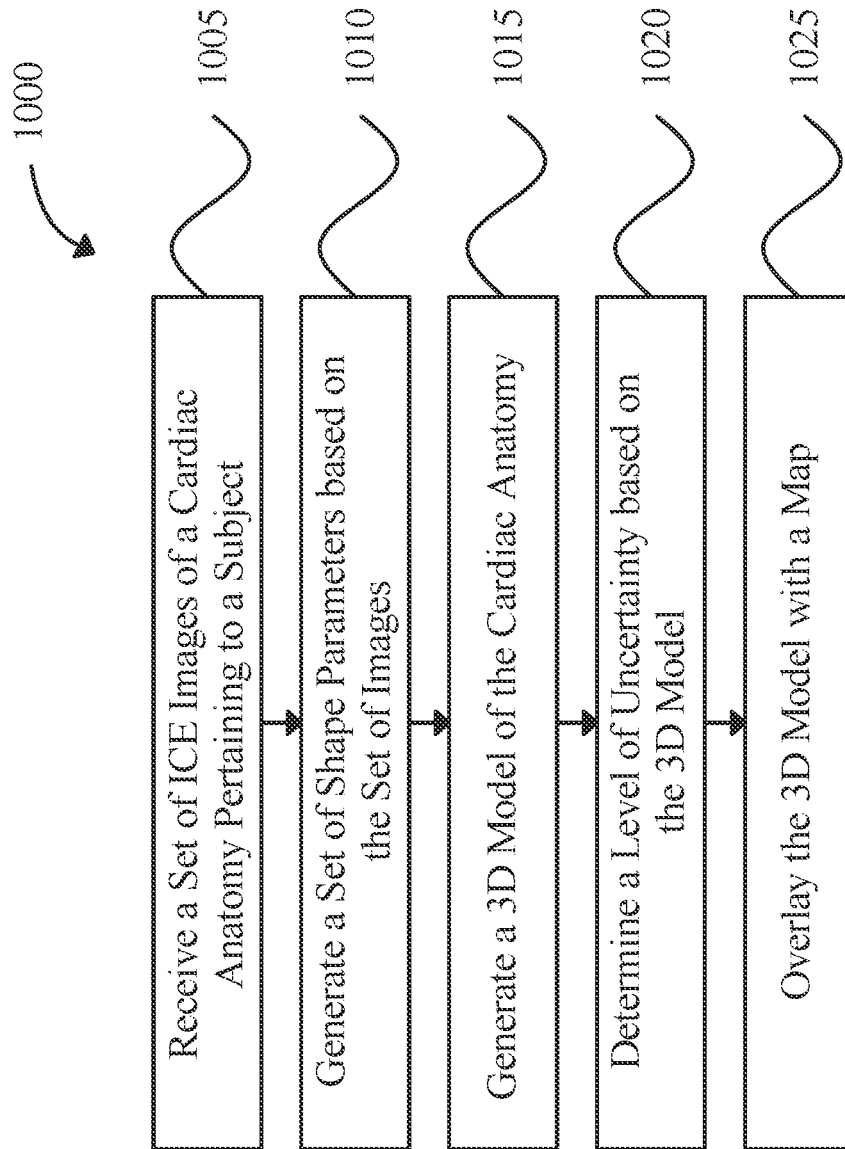 1000
Receive a Set of ICE Images of a Cardiac
Anatomy Pertaining to a Subject
1005
Generate a Set of Shape Parameters based on
the Set of Images
1010
Generate a 3D Model of the Cardiac Anatomy
1015
Determine a Level of Uncertainty based on
the 3D Model
1020
Overlay the 3D Model with a Map
1025